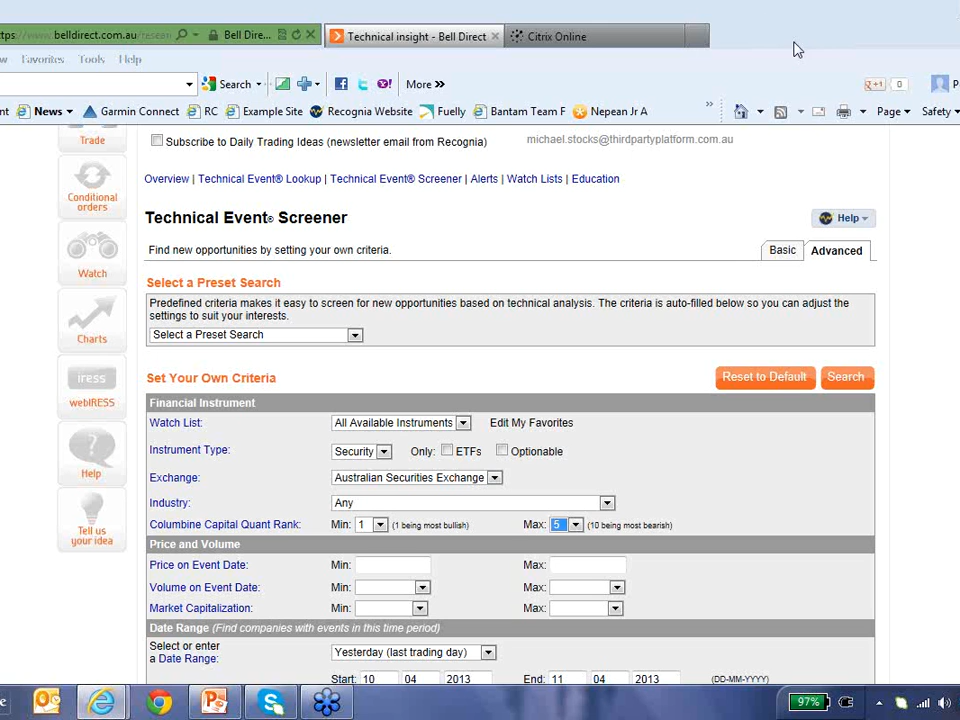 https://www.belldirect.com.au/resear
Bell Dire...
Technical insight - Bell Direct
Citrix Online
Favorites Tools Help
Search
More »
+1 0
News Garmin Connect RC Example Site Recognia Website Fuelly Bantam Team F Nepean Jr A
Page Safety
Trade
Subscribe to Daily Trading Ideas (newsletter email from Recognia)
michael.stocks@thirdpartyplatform.com.au
Overview | Technical Event® Lookup | Technical Event® Screener | Alerts | Watch Lists | Education
Conditional
orders
Technical Event® Screener
Help
Find new opportunities by setting your own criteria.
Basic
Advanced
Watch
Select a Preset Search
Predefined criteria makes it easy to screen for new opportunities based on technical analysis. The criteria is auto-filled below so you can adjust the
settings to suit your interests.
Select a Preset Search
Charts
iress
webIRESS
Set Your Own Criteria
Reset to Default
Search
Financial Instrument
Watch List: All Available Instruments Edit My Favorites
Instrument Type: Security Only: ETFs Optionable
Help
Exchange: Australian Securities Exchange
Industry: Any
Columbine Capital Quant Rank: Min: 1 (1 being most bullish) Max: 5 (10 being most bearish)
Tell us
your idea
Price and Volume
Price on Event Date: Min: Max:
Volume on Event Date: Min: Max:
Market Capitalization: Min: Max:
Date Range (Find companies with events in this time period)
Select or enter
a Date Range:
Yesterday (last trading day)
Start: 10 04 2013 End: 11 04 2013 (DD-MM-YYYY)
97%